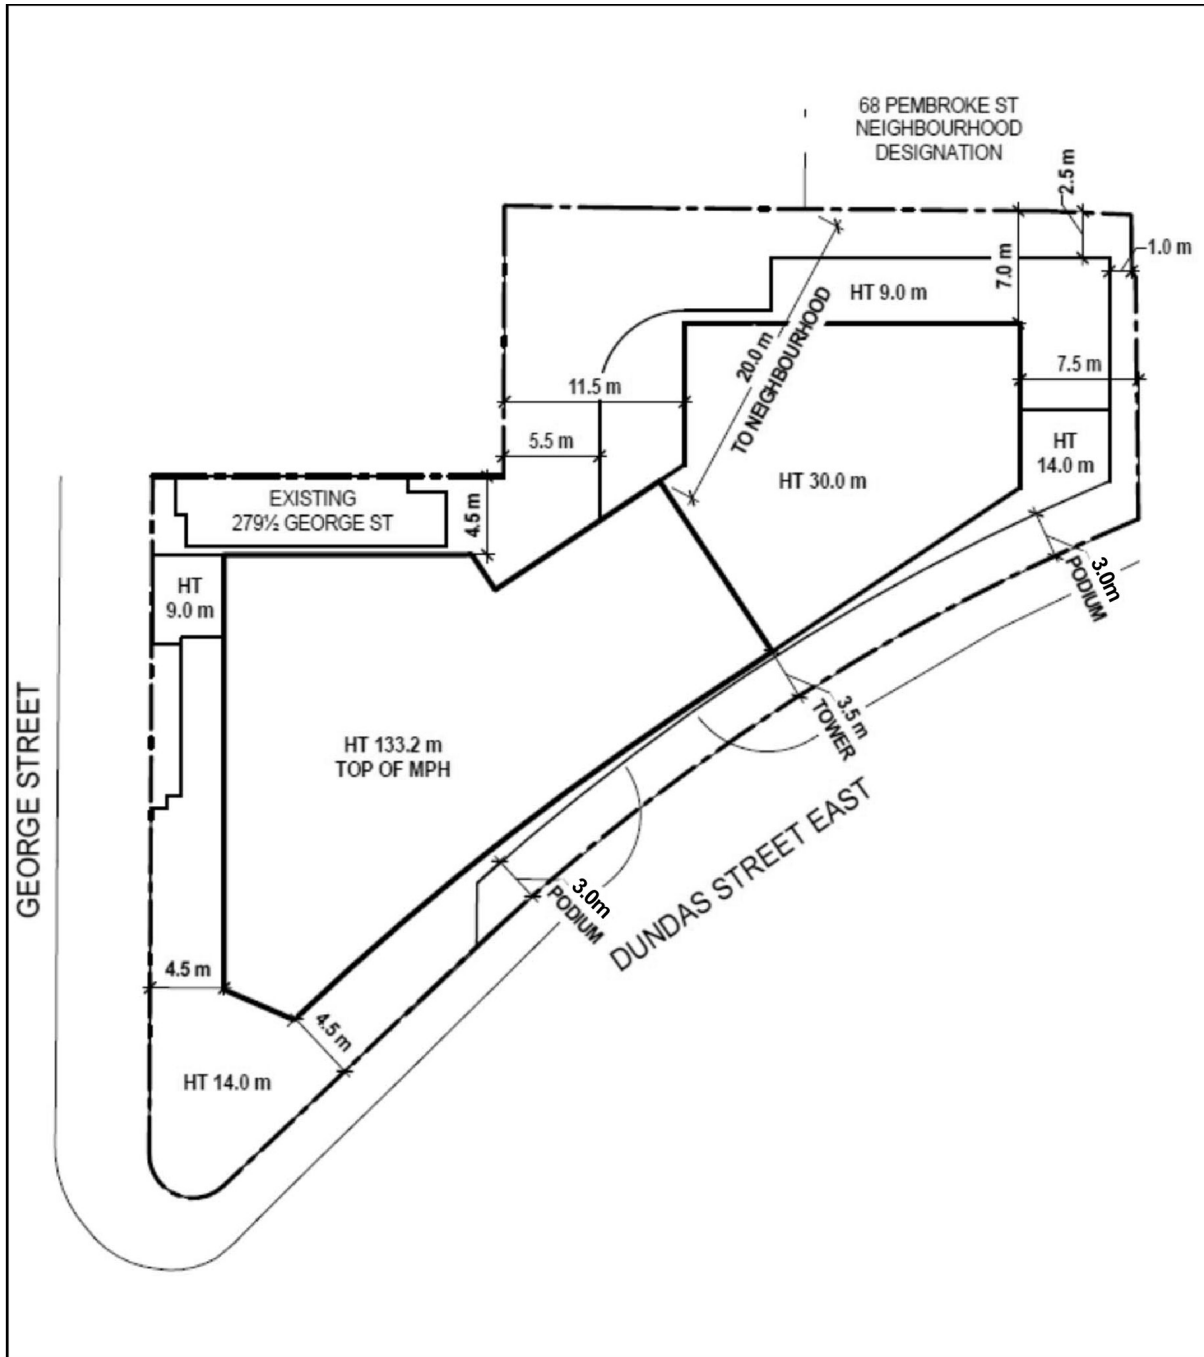 68 PEMBROKE ST
NEIGHBOURHOOD
DESIGNATION
2.5 m
1.0 m
7.0 m
HT 9.0 m
20.0 m
TO NEIGHBOURHOOD
7.5 m
11.5 m
5.5 m
HT
14.0 m
HT 30.0 m
EXISTING
279½ GEORGE ST
4.5 m
3.0m
PODIUM
HT
9.0 m
3.5 m
TOWER
HT 133.2 m
TOP OF MPH
GEORGE STREET
DUNDAS STREET EAST
3.0m
PODIUM
4.5 m
4.5 m
HT 14.0 m